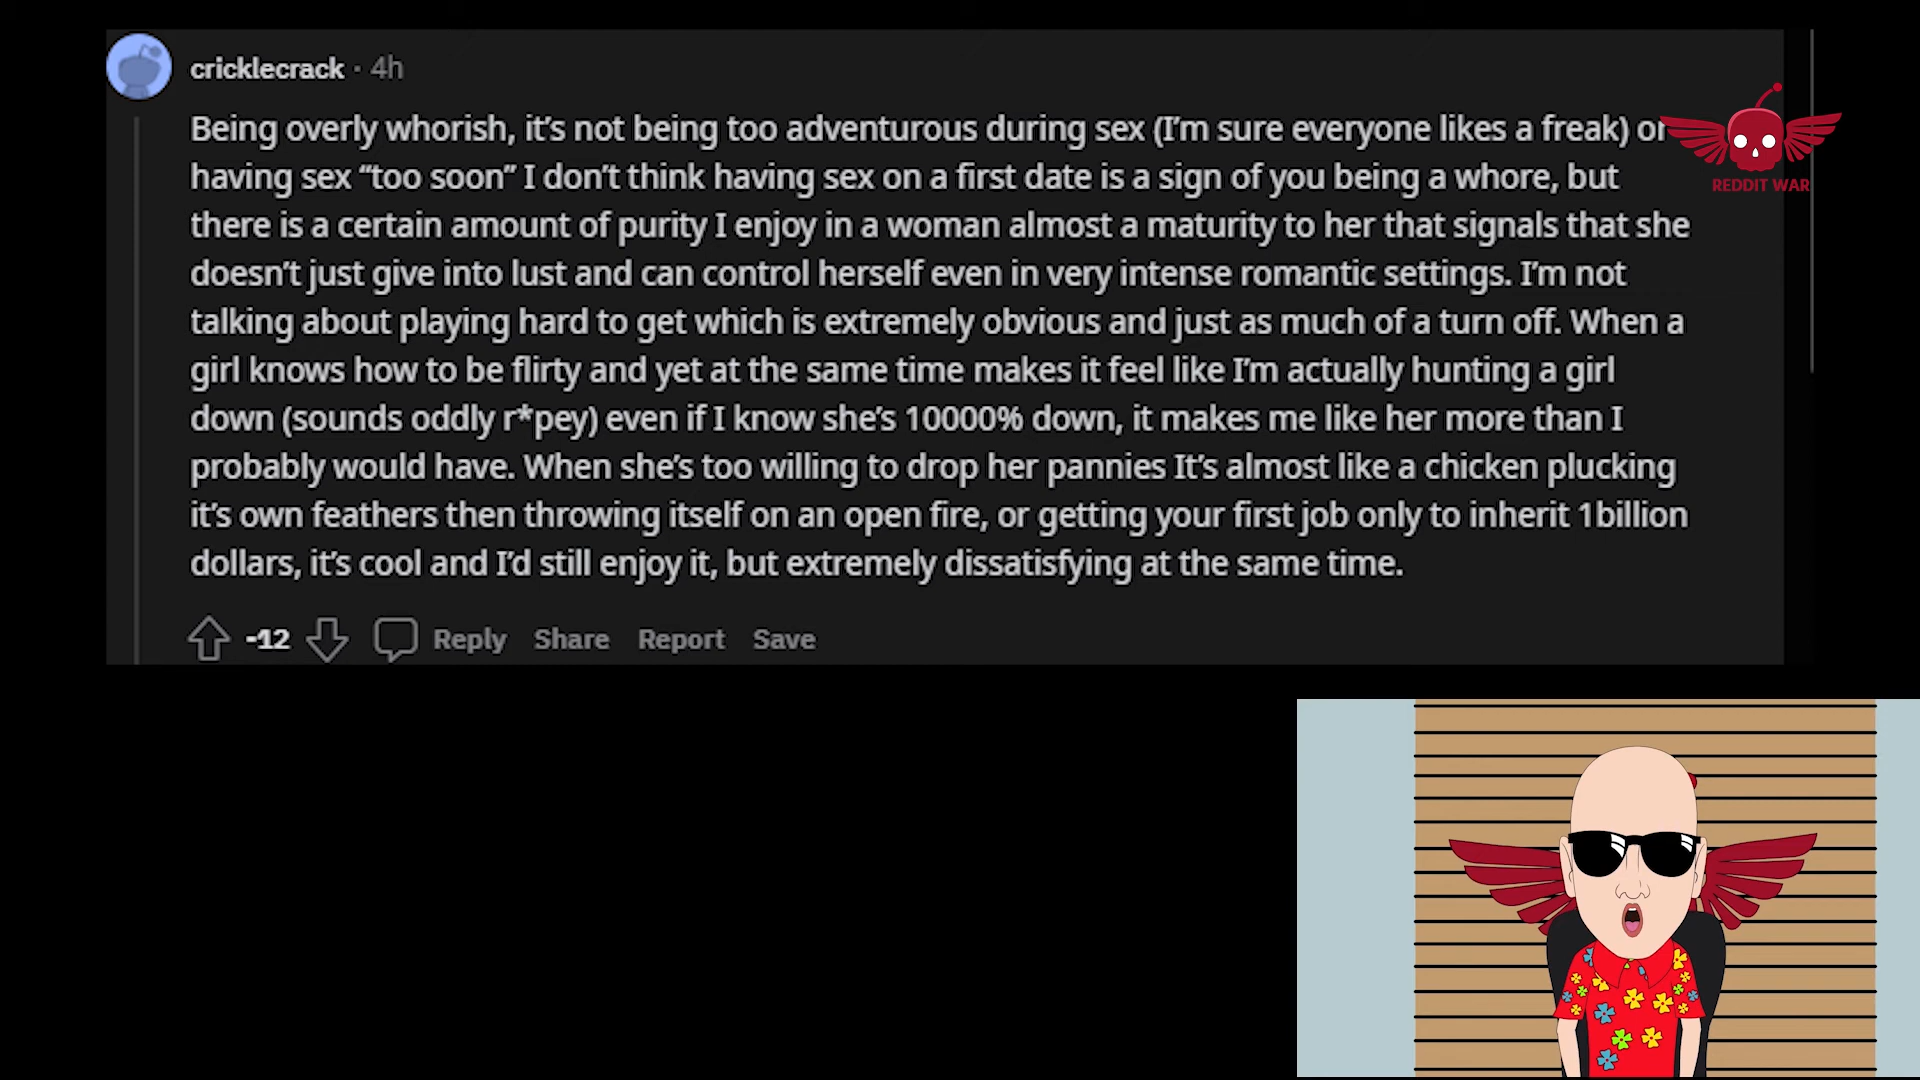 cricklecrack · 4h
Being overly whorish, it’s not being too adventurous during sex (I’m sure everyone likes a freak) or
having sex “too soon” I don’t think having sex on a first date is a sign of you being a whore, but
there is a certain amount of purity I enjoy in a woman almost a maturity to her that signals that she
doesn’t just give into lust and can control herself even in very intense romantic settings. I’m not
talking about playing hard to get which is extremely obvious and just as much of a turn off. When a
girl knows how to be flirty and yet at the same time makes it feel like I’m actually hunting a girl
down (sounds oddly r*pey) even if I know she’s 10000% down, it makes me like her more than I
probably would have. When she’s too willing to drop her pannies It’s almost like a chicken plucking
it’s own feathers then throwing itself on an open fire, or getting your first job only to inherit 1billion
dollars, it’s cool and I’d still enjoy it, but extremely dissatisfying at the same time.
-12 Reply Share Report Save
REDDIT WAR